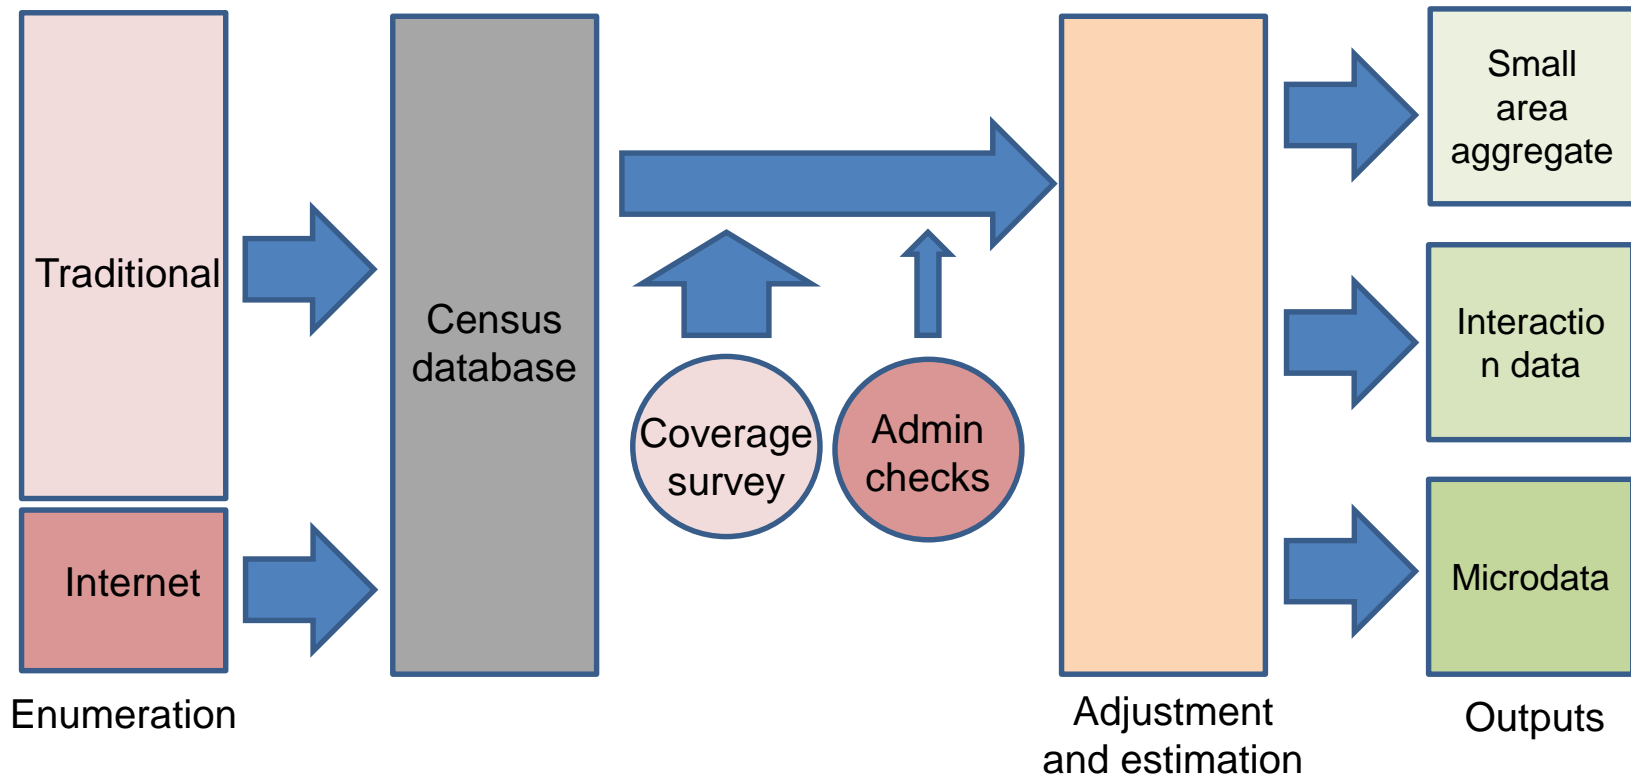 Traditional
Internet
Enumeration
Census
database
Coverage
survey
Admin
checks
Adjustment
and estimation
Small
area
aggregate
Interactio
n data
Microdata
Outputs